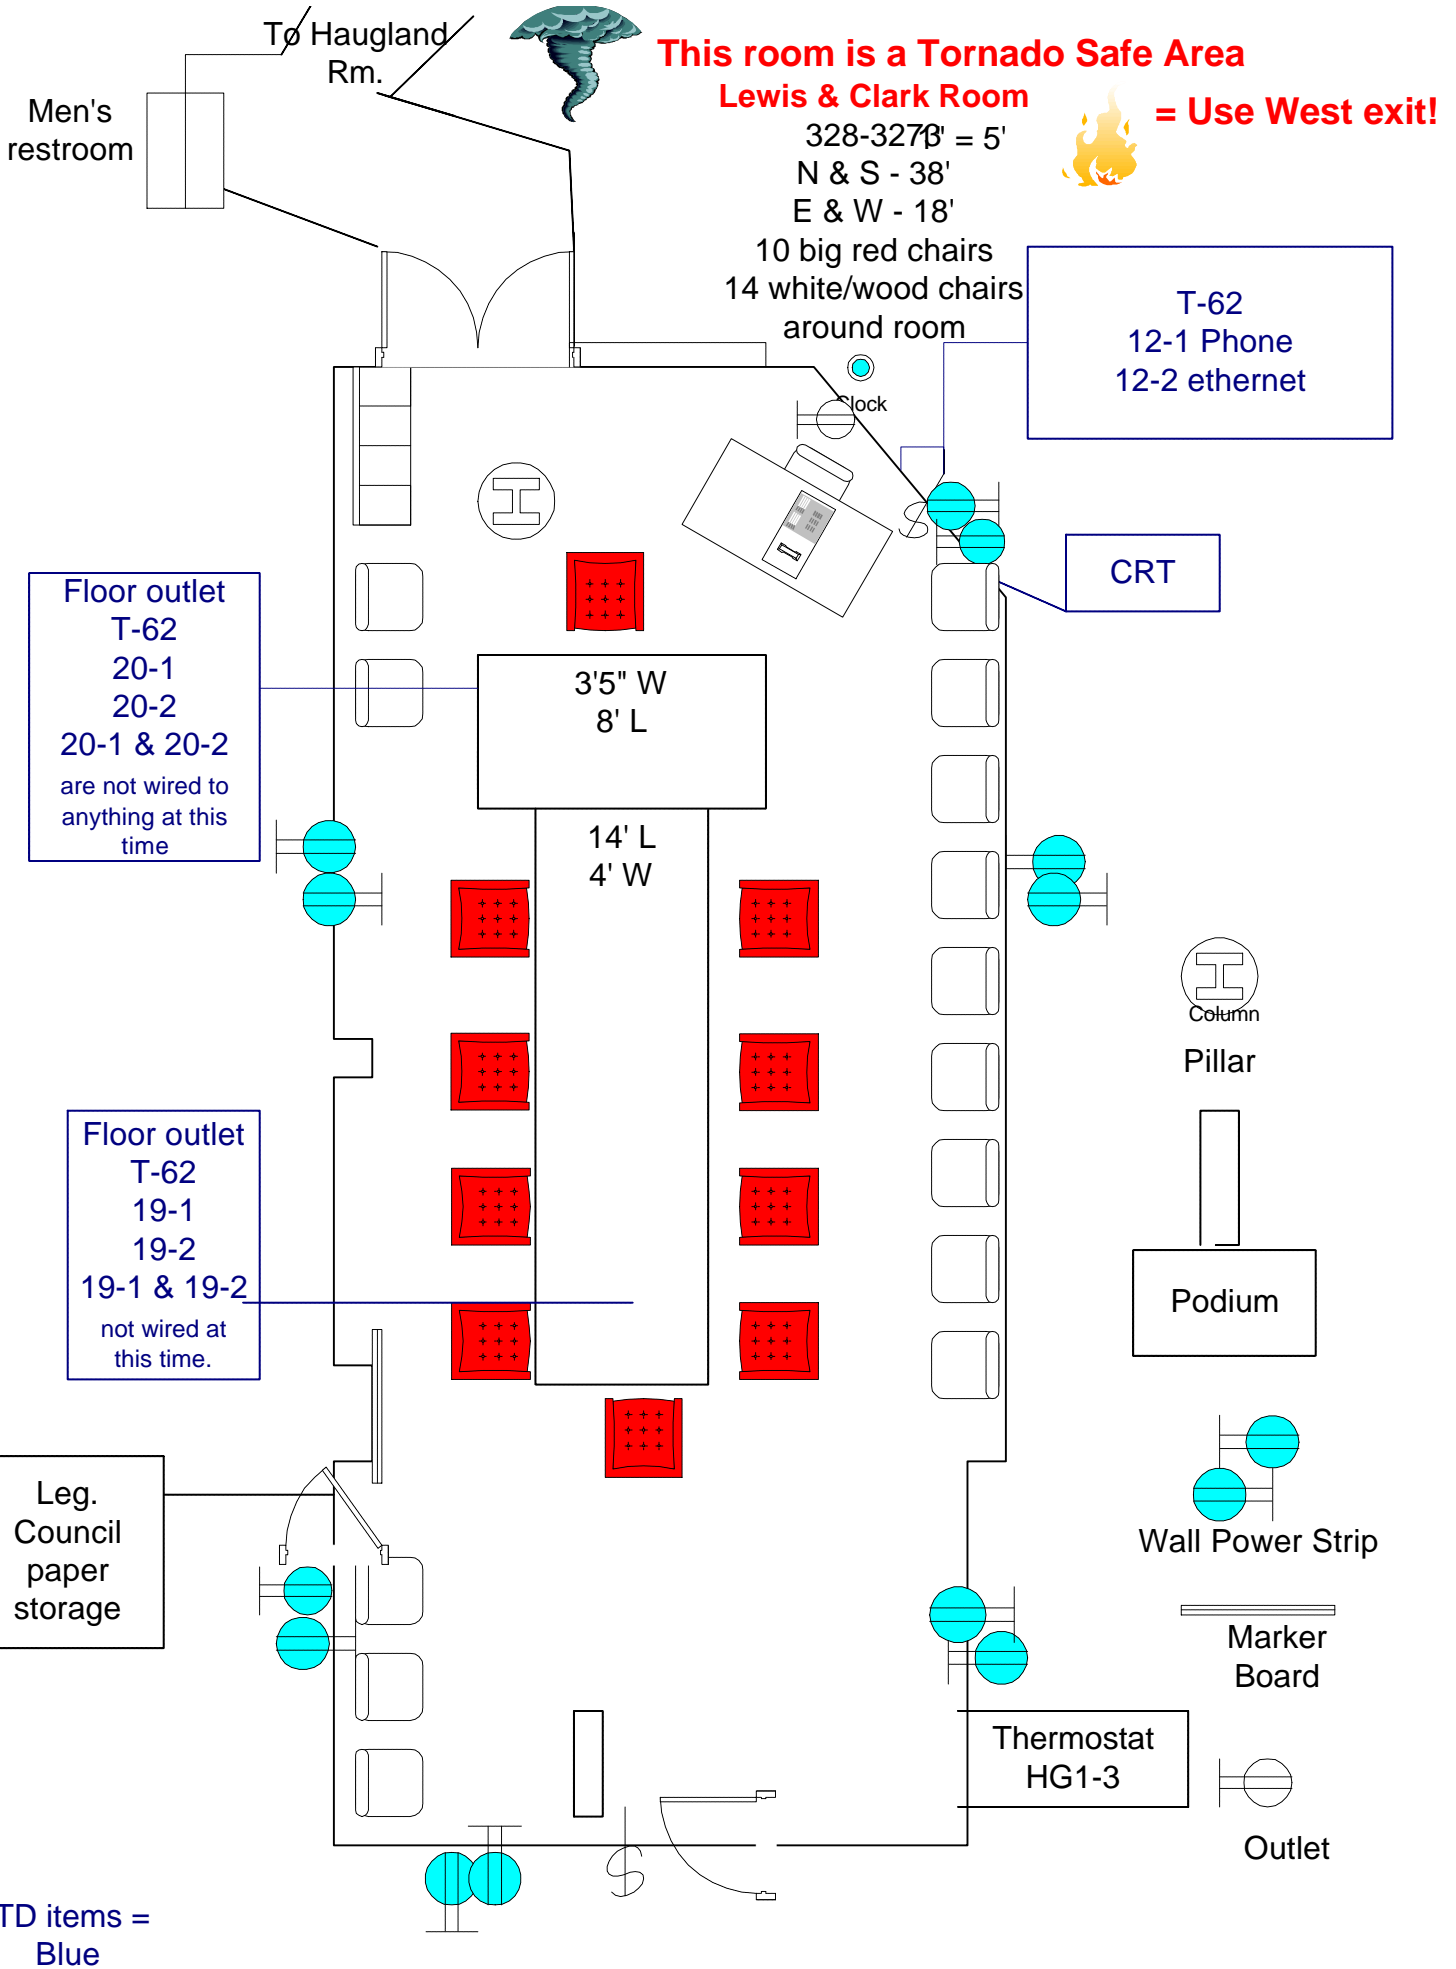 To Haugland
Rm.
This room is a Tornado Safe Area
Lewis & Clark Room
= Use West exit!
Men's
restroom
328-3273
1" = 5'
N & S - 38'
E & W - 18'
10 big red chairs
14 white/wood chairs
around room
T-62
12-1 Phone
12-2 ethernet
Clock
CRT
Floor outlet
T-62
20-1
20-2
20-1 & 20-2
are not wired to
anything at this
time
3'5" W
8' L
14' L
4' W
Column
Pillar
Floor outlet
T-62
19-1
19-2
19-1 & 19-2
not wired at
this time.
Podium
Leg.
Council
paper
storage
Wall Power Strip
Marker
Board
Thermostat
HG1-3
Outlet
S
S
TD items =
Blue